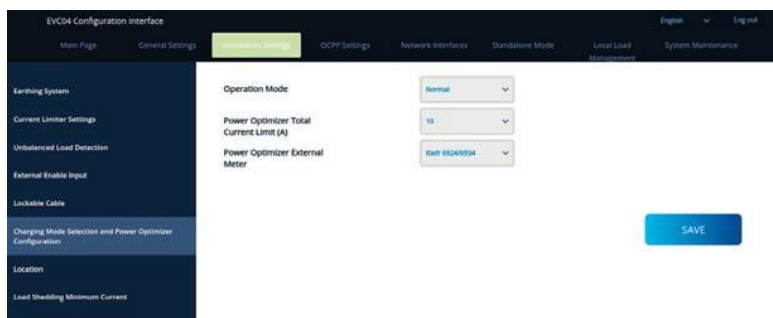 EVC04 Configuration Interface
English
Log out
Main Page
General Settings
Installation Settings
OCPP Settings
Network Interfaces
Standalone Mode
Local Load
Management
System Maintenance
Earthing System
Current Limiter Settings
Unbalanced Load Detection
External Enable Input
Lockable Cable
Charging Mode Selection and Power Optimizer
Configuration
Location
Load Shedding Minimum Current
Operation Mode
Normal
Power Optimizer Total
Current Limit (A)
10
Power Optimizer External
Meter
Klefr 6924/6934
SAVE